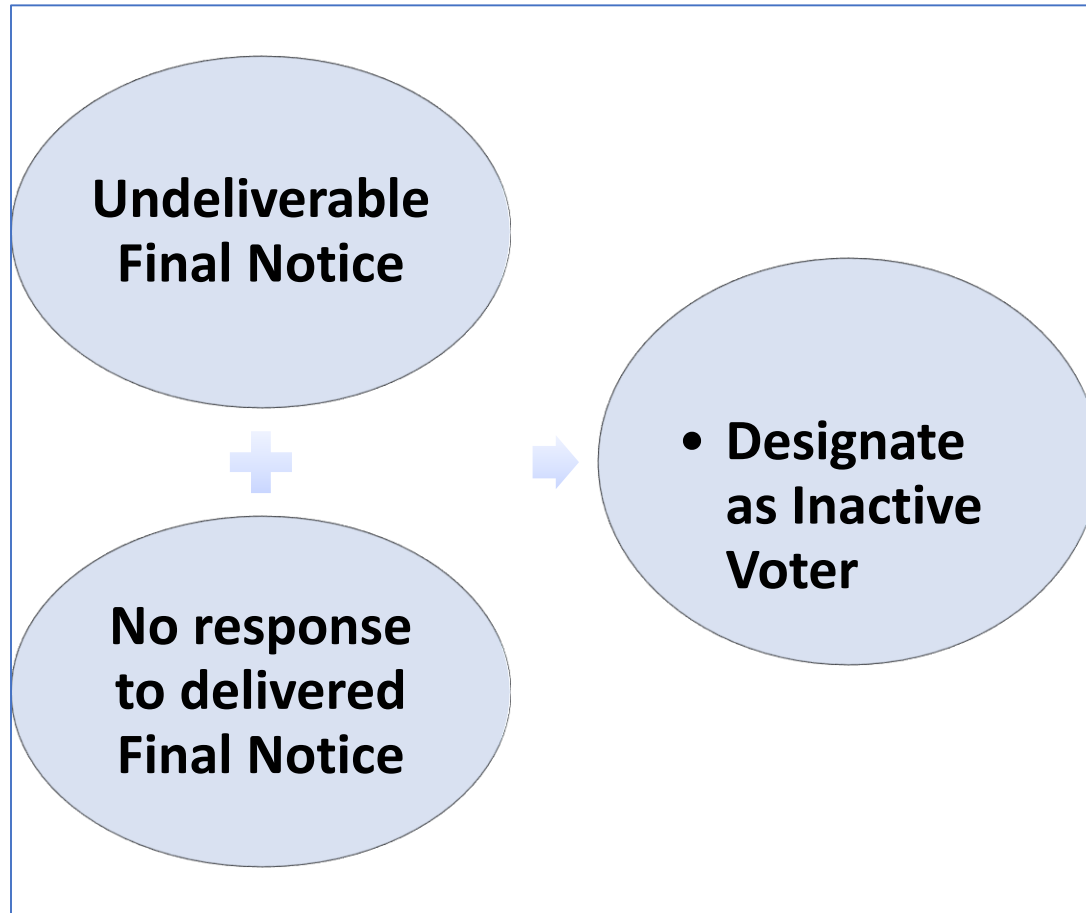 Undeliverable
Final Notice
No response
to delivered
Final Notice
• Designate
as Inactive
Voter